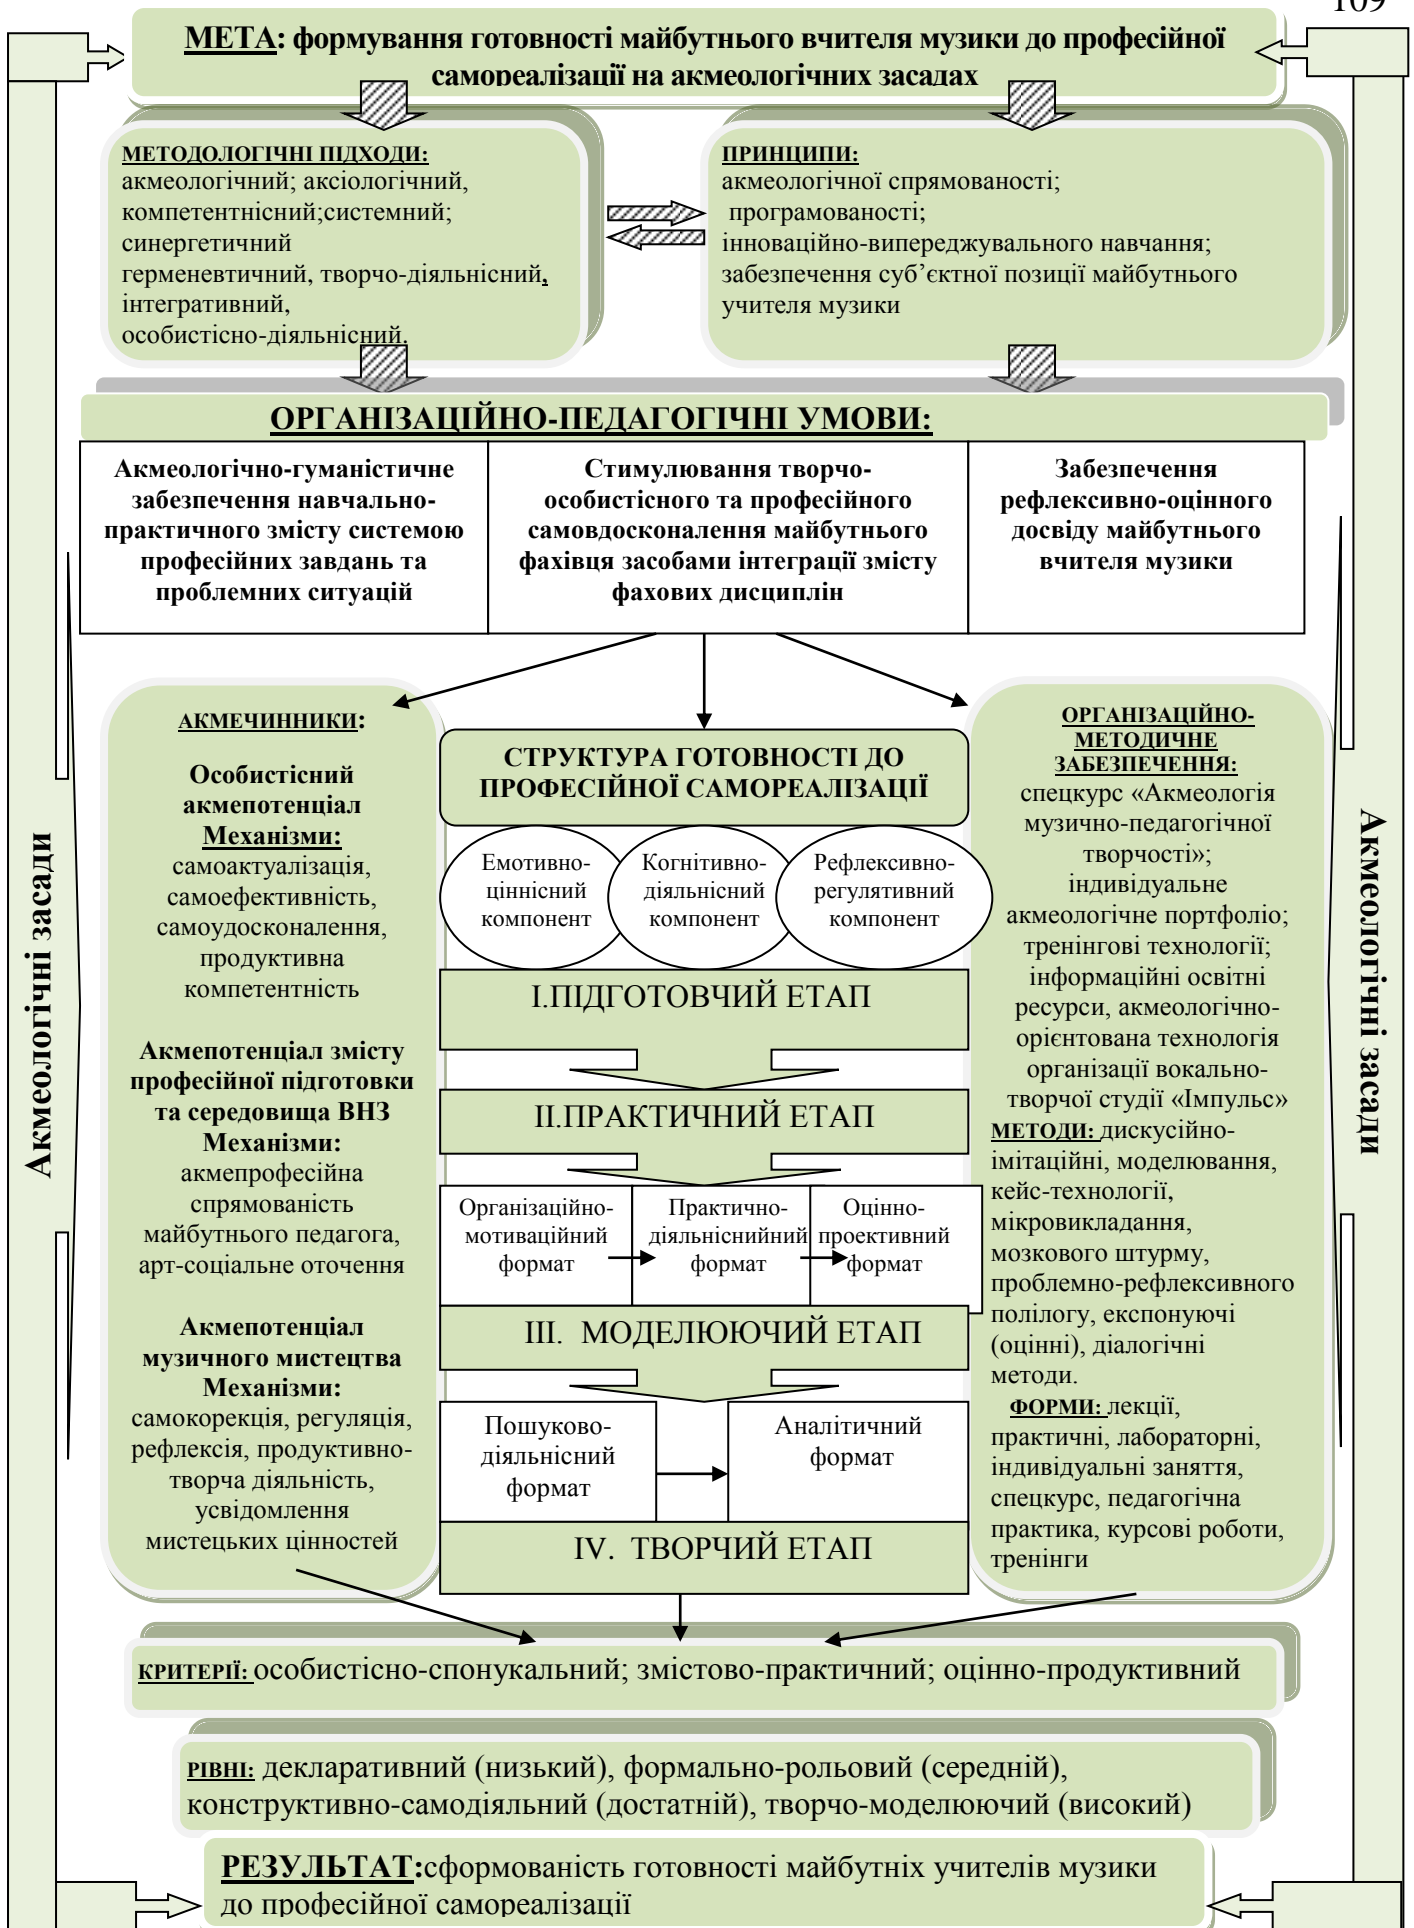 109
МЕТА: формування готовності майбутнього вчителя музики до професійної
самореалізації на акмеологічних засадах
МЕТОДОЛОГІЧНІ ПІДХОДИ:
акмеологічний; аксіологічний,
компетентнісний;системний;
синергетичний
герменевтичний, творчо-діяльнісний,
інтегративний,
особистісно-діяльнісний.
ПРИНЦИПИ:
акмеологічної спрямованості;
програмованості;
інноваційно-випереджувального навчання;
забезпечення суб’єктної позиції майбутнього
учителя музики
ОРГАНІЗАЦІЙНО-ПЕДАГОГІЧНІ УМОВИ:
Акмеологічно-гуманістичне
забезпечення навчально-
практичного змісту системою
професійних завдань та
проблемних ситуацій
Стимулювання творчо-
особистісного та професійного
самовдосконалення майбутнього
фахівця засобами інтеграції змісту
фахових дисциплін
Забезпечення
рефлексивно-оцінного
досвіду майбутнього
вчителя музики
Акмеологічні засади
АКМЕЧИННИКИ:
Особистісний
акмепотенціал
Механізми:
самоактуалізація,
самоефективність,
самоудосконалення,
продуктивна
компетентність
Акмепотенціал змісту
професійної підготовки
та середовища ВНЗ
Механізми:
акмепрофесійна
спрямованість
майбутнього педагога,
арт-соціальне оточення
Акмепотенціал
музичного мистецтва
Механізми:
самокорекція, регуляція,
рефлексія, продуктивно-
творча діяльність,
усвідомлення
мистецьких цінностей
СТРУКТУРА ГОТОВНОСТІ ДО
ПРОФЕСІЙНОЇ САМОРЕАЛІЗАЦІЇ
Емотивно-
ціннісний
компонент
Когнітивно-
діяльнісний
компонент
Рефлексивно-
регулятивний
компонент
І.ПІДГОТОВЧИЙ ЕТАП
ІІ.ПРАКТИЧНИЙ ЕТАП
Організаційно-
мотиваційний
формат
Практично-
діяльніснийний
формат
Оцінно-
проективний
формат
ІІІ. МОДЕЛЮЮЧИЙ ЕТАП
Пошуково-
діяльнісний
формат
Аналітичний
формат
IV. ТВОРЧИЙ ЕТАП
ОРГАНІЗАЦІЙНО-
МЕТОДИЧНЕ
ЗАБЕЗПЕЧЕННЯ:
спецкурс «Акмеологія
музично-педагогічної
творчості»;
індивідуальне
акмеологічне портфоліо;
тренінгові технології;
інформаційні освітні
ресурси, акмеологічно-
орієнтована технологія
організації вокально-
творчої студії «Імпульс»
МЕТОДИ: дискусійно-
імітаційні, моделювання,
кейс-технології,
мікровикладання,
мозкового штурму,
проблемно-рефлексивного
полілогу, експонуючі
(оцінні), діалогічні
методи.
ФОРМИ: лекції,
практичні, лабораторні,
індивідуальні заняття,
спецкурс, педагогічна
практика, курсові роботи,
тренінги
Акмеологічні засади
КРИТЕРІЇ: особистісно-спонукальний; змістово-практичний; оцінно-продуктивний
РІВНІ: декларативний (низький), формально-рольовий (середній),
конструктивно-самодіяльний (достатній), творчо-моделюючий (високий)
РЕЗУЛЬТАТ:сформованість готовності майбутніх учителів музики
до професійної самореалізації